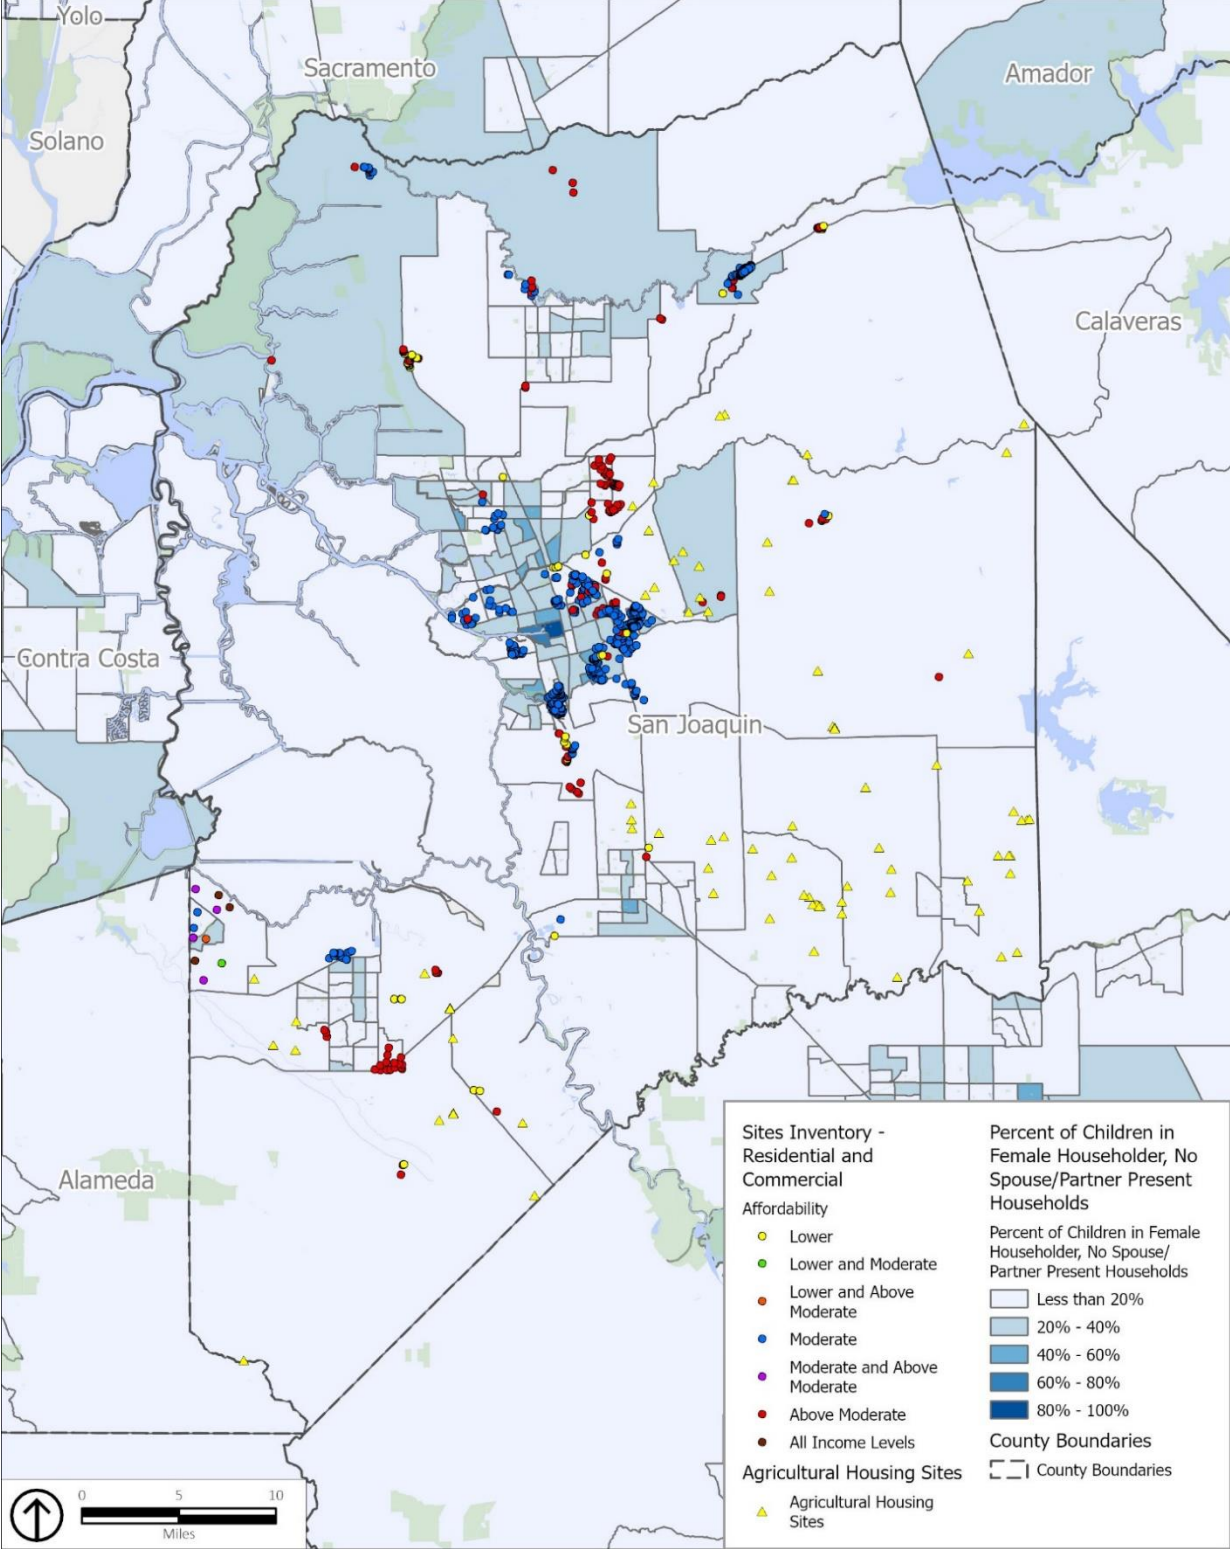 Yolo
Sacramento
Amador
Solano
Calaveras
Contra Costa
San Joaquin
Alameda
Sites Inventory -
Residential and
Commercial
Affordability
Lower
Lower and Moderate
Lower and Above
Moderate
Moderate
Moderate and Above
Moderate
Above Moderate
All Income Levels
Agricultural Housing Sites
Agricultural Housing
Sites
Percent of Children in
Female Householder, No
Spouse/Partner Present
Households
Percent of Children in Female
Householder, No Spouse/
Partner Present Households
Less than 20%
20% - 40%
40% - 60%
60% - 80%
80% - 100%
County Boundaries
County Boundaries
0 5 10
Miles